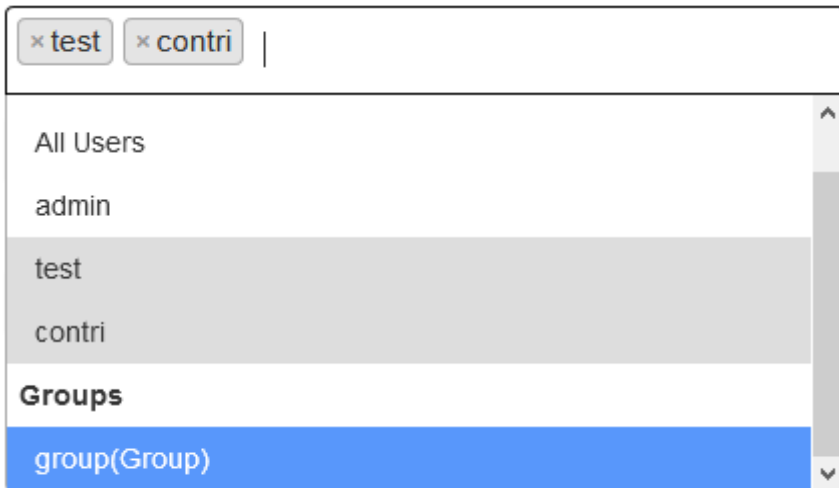 ×test ×contri
All Users
admin
test
contri
Groups
group(Group)